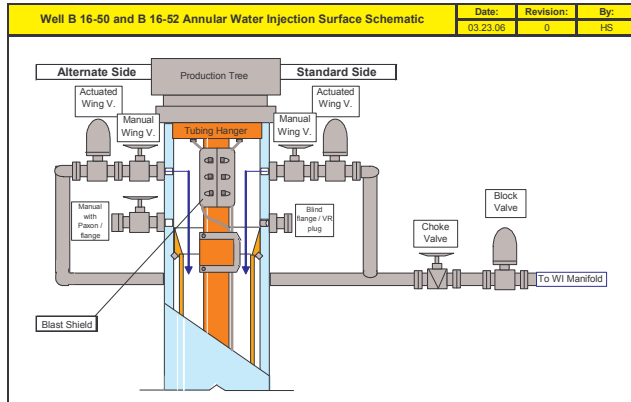 Well B 16-50 and B 16-52 Annular Water Injection Surface Schematic
Date:
Revision:
By:
03.23.06
0
HS
Alternate Side
Production Tree
Standard Side
Actuated
Wing V.
Manual
Wing V.
Tubing Hanger
Manual
Wing V.
Actuated
Wing V.
Manual
with
Paxon /
flange
Blind
flange / VR
plug
Choke
Valve
Block
Valve
To WI Manifold
Blast Shield